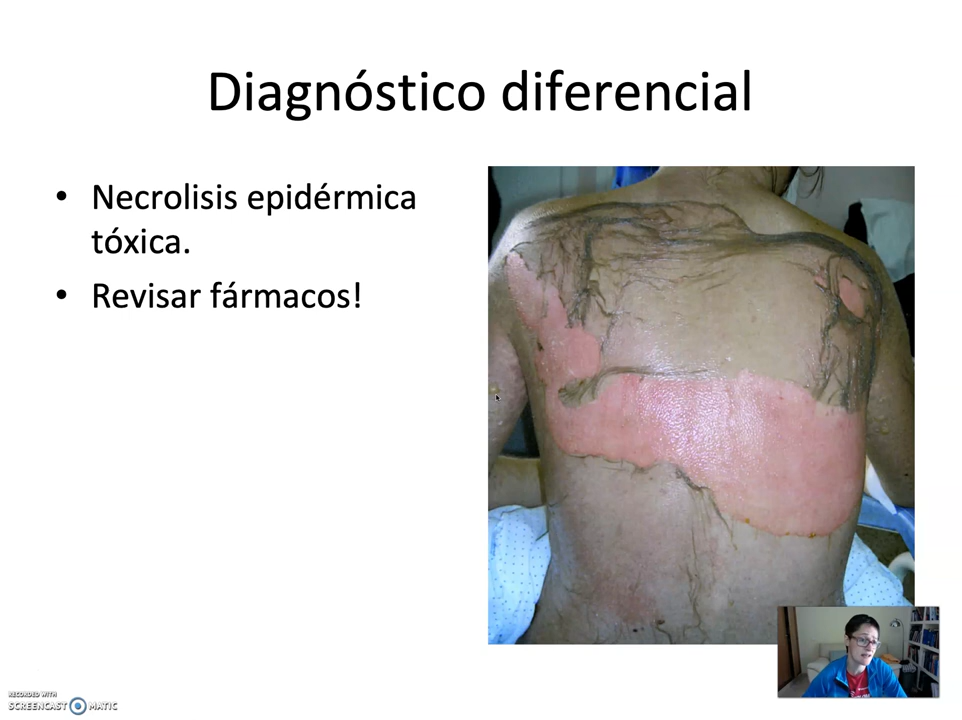 Diagnóstico diferencial
• Necrolisis epidérmica
tóxica.
• Revisar fármacos!
RECORDED WITH
SCREENCAST MATIC